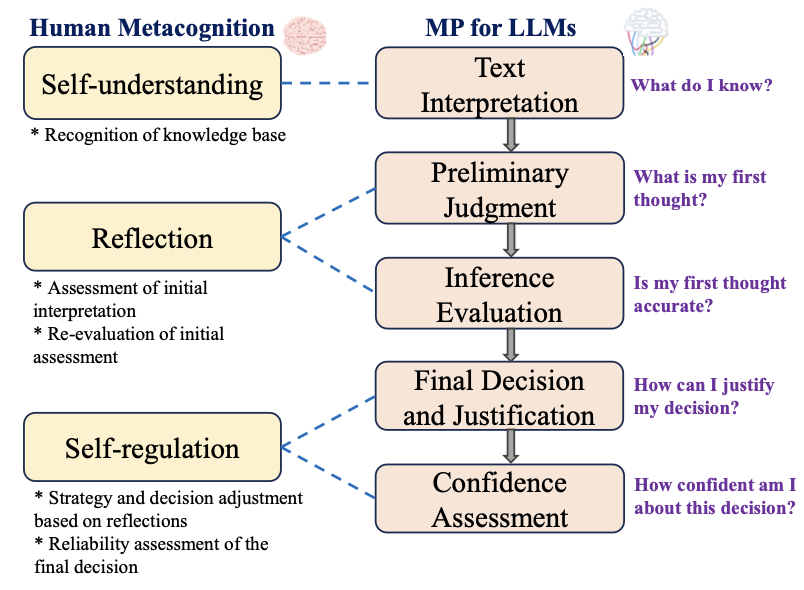 Human Metacognition
MP for LLMs
Self-understanding
* Recognition of knowledge base
Text
Interpretation
What do I know?
Preliminary
Judgment
What is my first
thought?
Reflection
* Assessment of initial
interpretation
* Re-evaluation of initial
assessment
Inference
Evaluation
Is my first thought
accurate?
Final Decision
and Justification
How can I justify
my decision?
Self-regulation
* Strategy and decision adjustment
based on reflections
* Reliability assessment of the
final decision
Confidence
Assessment
How confident am I
about this decision?